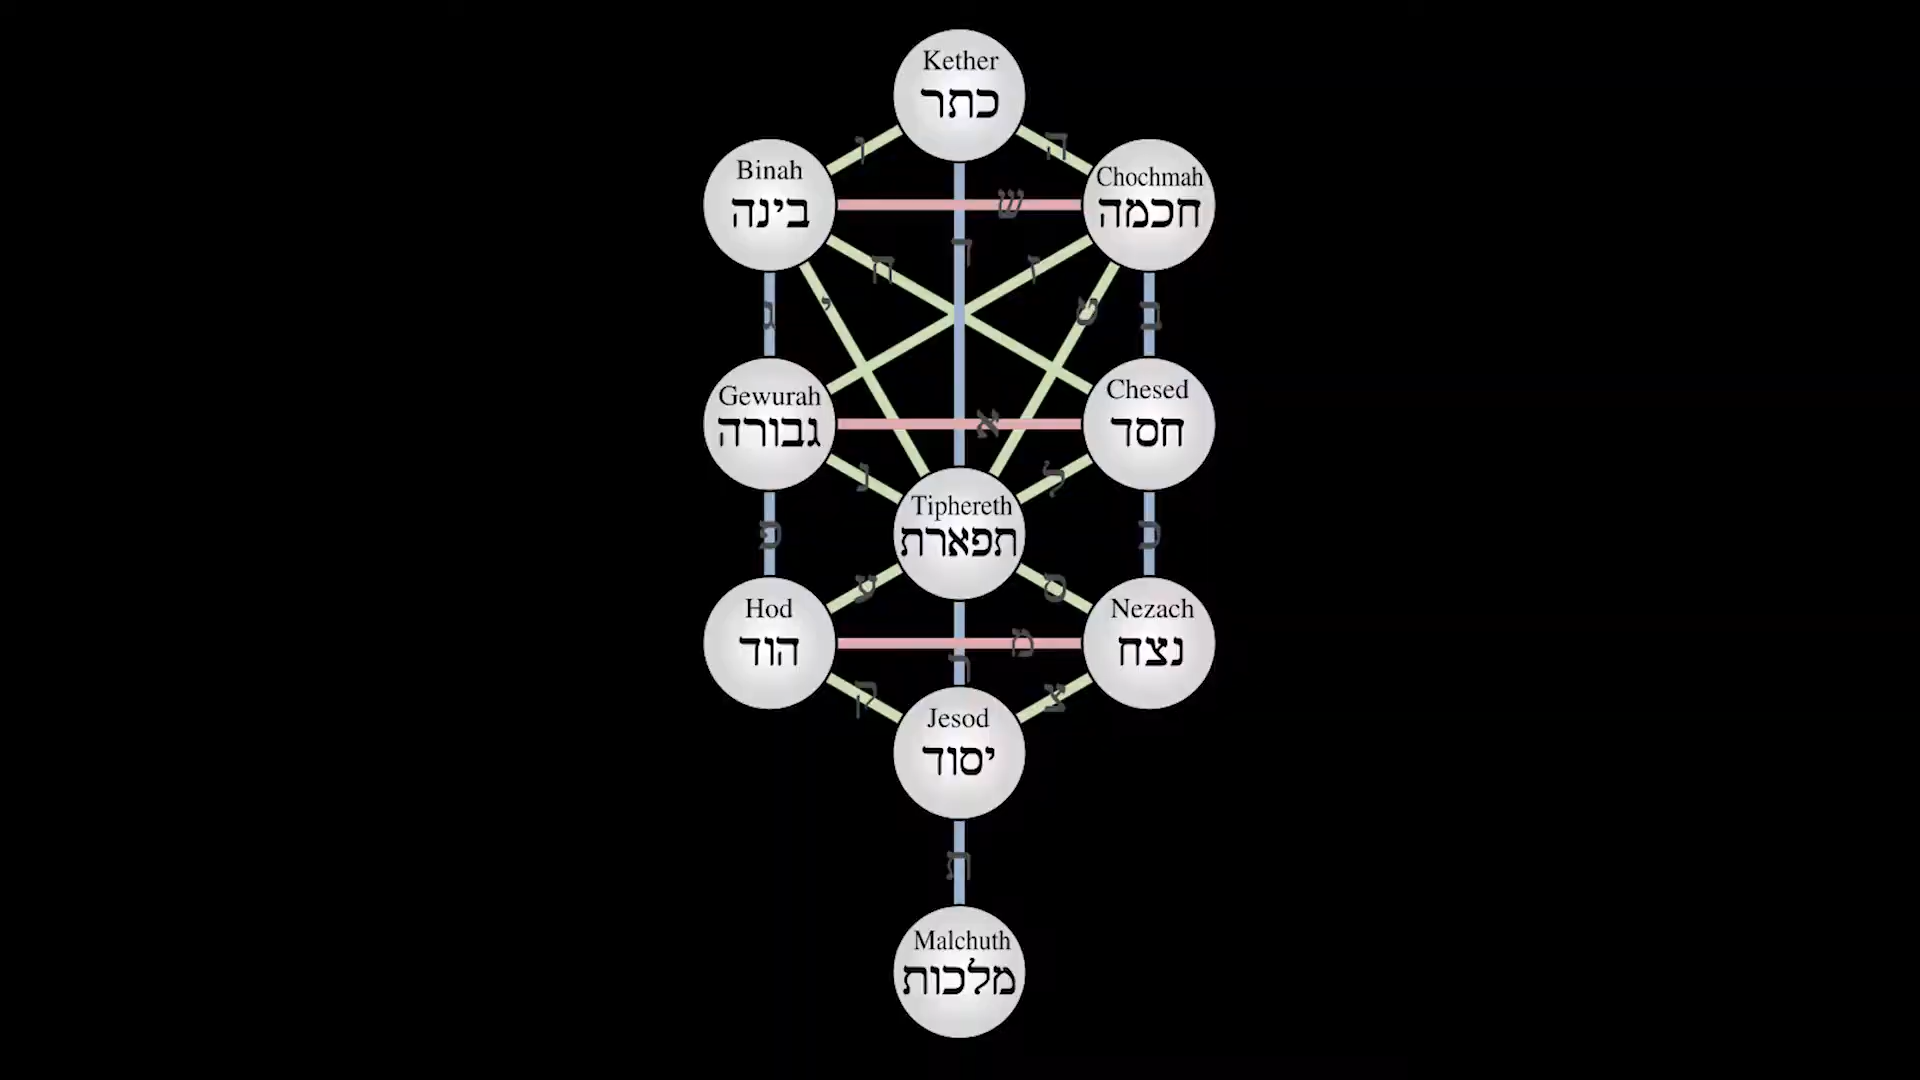 Kether
כתר
ו
ה
Binah
בינה
Chochmah
חכמה
ש
ד
ח
ז
ג
י
ט
ב
Gewurah
גבורה
Chesed
חסד
א
נ
ל
Tiphereth
תפארת
פ
כ
ע
ס
Hod
הוד
Nezach
נצח
מ
ר
ק
צ
Jesod
יסוד
ת
Malchuth
מלכות